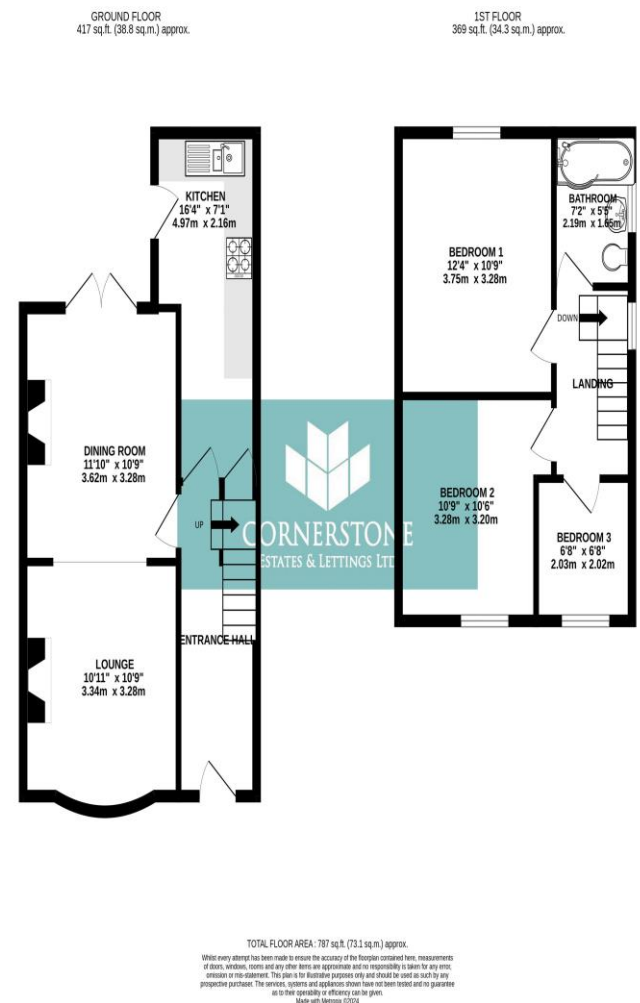 GROUND FLOOR
417 sq.ft. (38.8 sq.m.) approx.
1ST FLOOR
369 sq.ft. (34.3 sq.m.) approx.
KITCHEN
16'4" x 7'1"
4.97m x 2.16m
DINING ROOM
11'10" x 10'9"
3.62m x 3.28m
UP
ENTRANCE HALL
LOUNGE
10'11" x 10'9"
3.34m x 3.28m
BATHROOM
7'2" x 5'5"
2.19m x 1.65m
BEDROOM 1
12'4" x 10'9"
3.75m x 3.28m
DOWN
LANDING
BEDROOM 2
10'9" x 10'6"
3.28m x 3.20m
BEDROOM 3
6'8" x 6'8"
2.03m x 2.02m
CORNERSTONE
ESTATES & LETTINGS LTD
TOTAL FLOOR AREA : 787 sq.ft. (73.1 sq.m.) approx.
Whilst every attempt has been made to ensure the accuracy of the floorplan contained here, measurements
of doors, windows, rooms and any other items are approximate and no responsibility is taken for any error,
omission or mis-statement. This plan is for illustrative purposes only and should be used as such by any
prospective purchaser. The services, systems and appliances shown have not been tested and no guarantee
as to their operability or efficiency can be given.
Made with Metropix ©2024